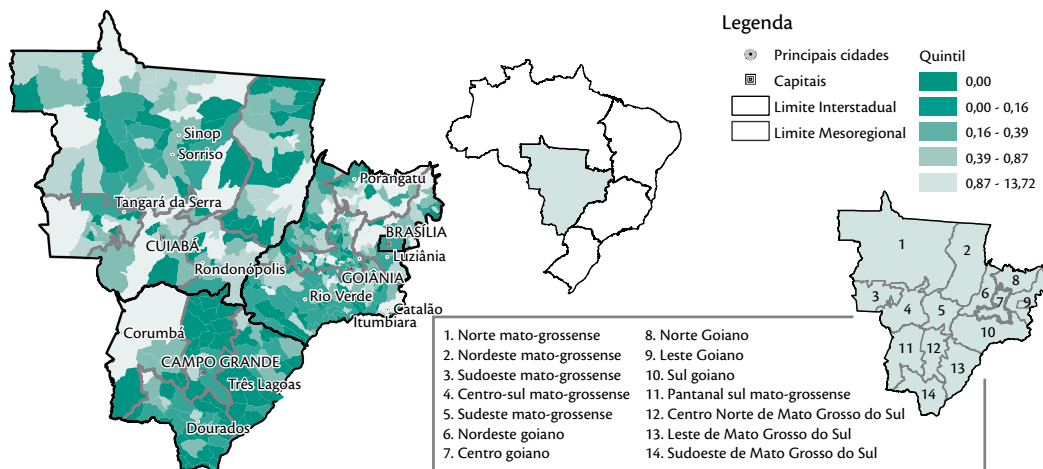 Sinop
Sorriso
Tangará da Serra
CUIABÁ
Rondonópolis
Porangatu
BRASÍLIA
Luziânia
GOIÂNIA
Rio Verde
Catalão
Itumbiara
Corumbá
CAMPO GRANDE
Três Lagoas
Dourados
Legenda
Principais cidades
Capitais
Limite Interstadual
Limite Mesoregional
Quintil
0,00
0,00 - 0,16
0,16 - 0,39
0,39 - 0,87
0,87 - 13,72
1
2
3
4
5
6
7
8
9
10
11
12
13
14
1. Norte mato-grossense
2. Nordeste mato-grossense
3. Sudoeste mato-grossense
4. Centro-sul mato-grossense
5. Sudeste mato-grossense
6. Nordeste goiano
7. Centro goiano
8. Norte Goiano
9. Leste Goiano
10. Sul goiano
11. Pantanal sul mato-grossense
12. Centro Norte de Mato Grosso do Sul
13. Leste de Mato Grosso do Sul
14. Sudoeste de Mato Grosso do Sul